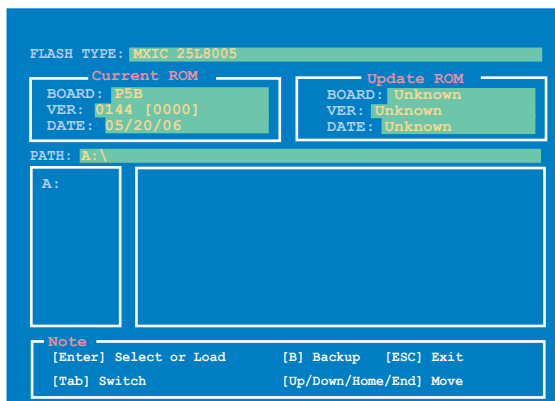 FLASH TYPE: MXIC 25L8005
Current ROM
BOARD: P5B
VER: 0144 [0000]
DATE: 05/20/06
Update ROM
BOARD: Unknown
VER: Unknown
DATE: Unknown
PATH: A:\
A:
Note
[Enter] Select or Load [B] Backup [ESC] Exit
[Tab] Switch [Up/Down/Home/End] Move